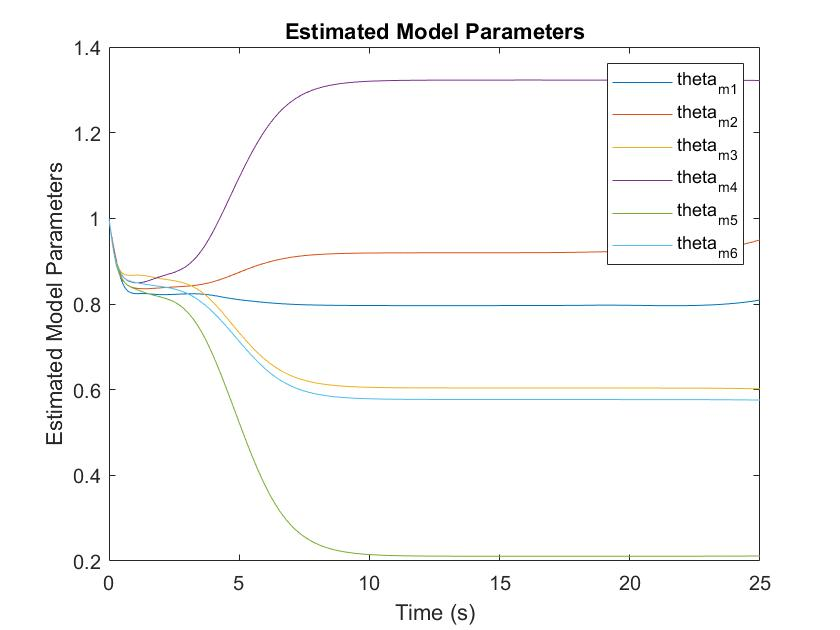 Estimated Model Parameters
1.4
1.2
1
0.8
0.6
0.4
0.2
Estimated Model Parameters
theta_m1
theta_m2
theta_m3
theta_m4
theta_m5
theta_m6
0 5 10 15 20 25
Time (s)